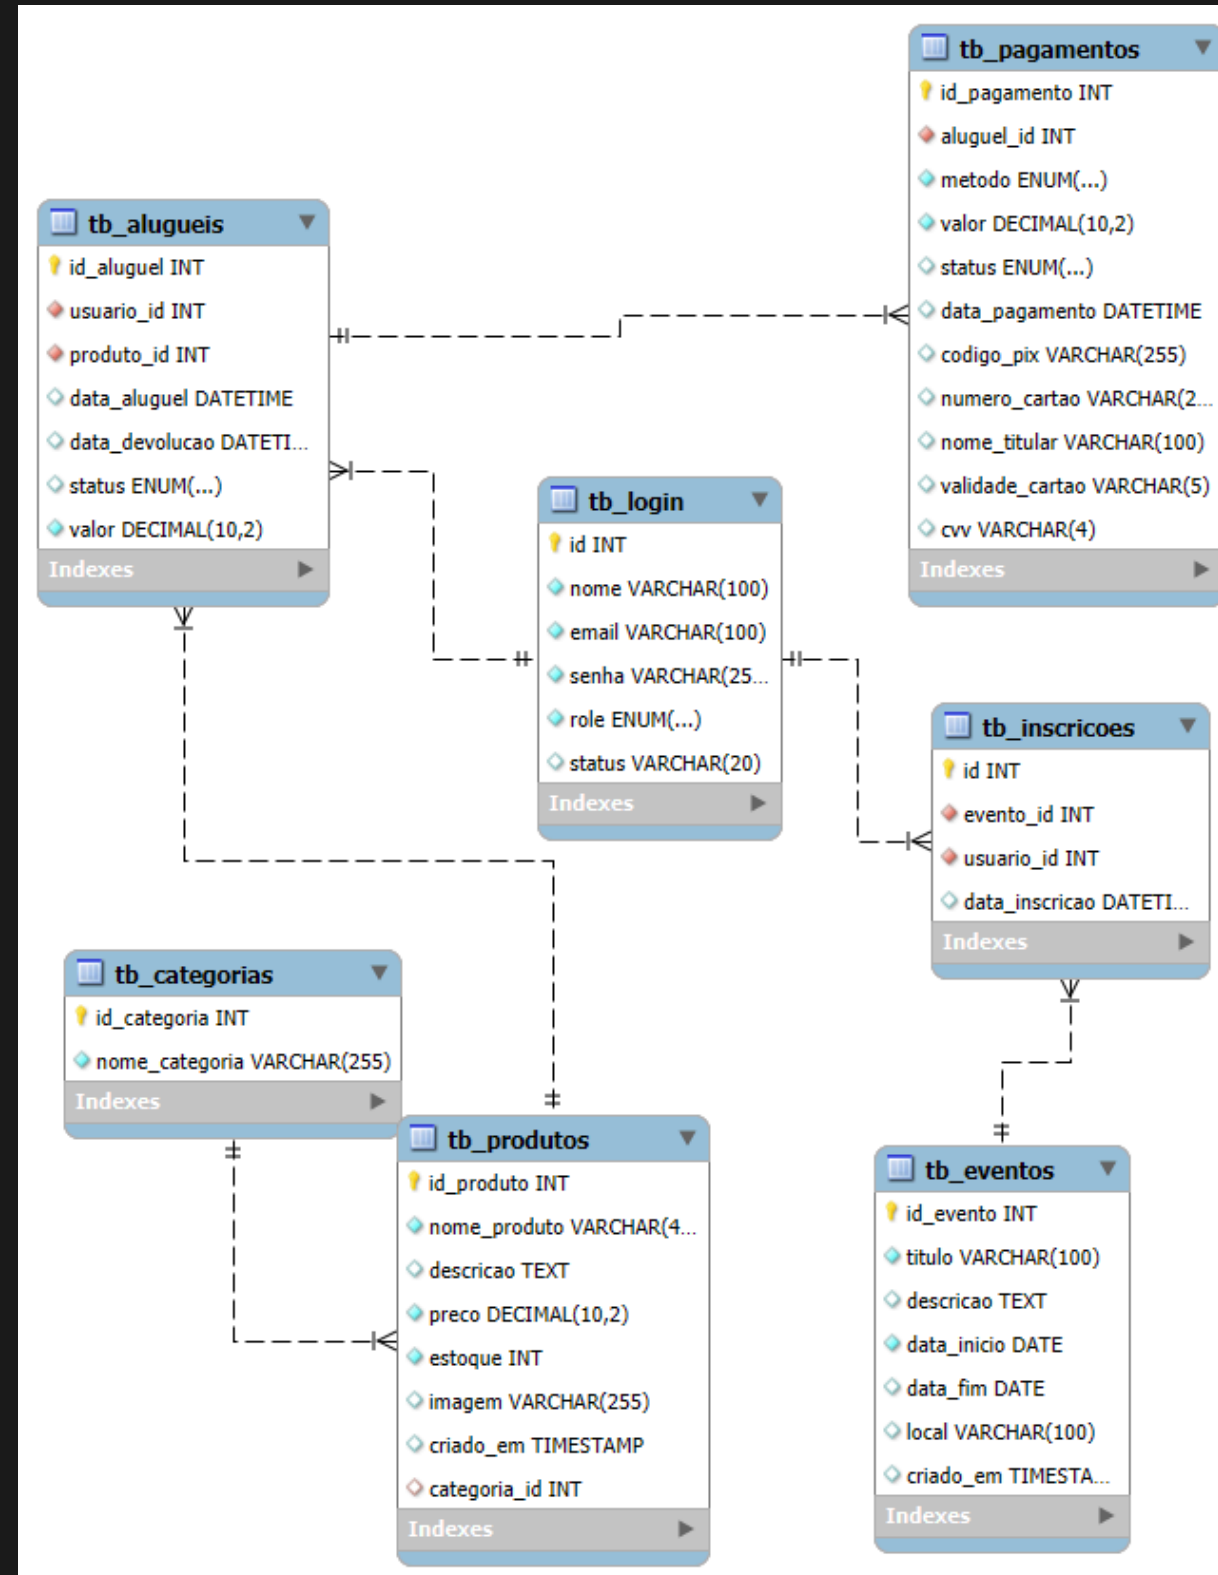 tb_pagamentos
id_pagamento INT
aluguel_id INT
metodo ENUM(...)
valor DECIMAL(10,2)
status ENUM(...)
data_pagamento DATETIME
codigo_pix VARCHAR(255)
numero_cartao VARCHAR(2...
nome_titular VARCHAR(100)
validade_cartao VARCHAR(5)
cvv VARCHAR(4)
Indexes
tb_alugueis
id_aluguel INT
usuario_id INT
produto_id INT
data_aluguel DATETIME
data_devolucao DATETI...
status ENUM(...)
valor DECIMAL(10,2)
Indexes
tb_login
id INT
nome VARCHAR(100)
email VARCHAR(100)
senha VARCHAR(25...
role ENUM(...)
status VARCHAR(20)
Indexes
tb_inscricoes
id INT
evento_id INT
usuario_id INT
data_inscricao DATETI...
Indexes
tb_categorias
id_categoria INT
nome_categoria VARCHAR(255)
Indexes
tb_produtos
id_produto INT
nome_produto VARCHAR(4...
descricao TEXT
preco DECIMAL(10,2)
estoque INT
imagem VARCHAR(255)
criado_em TIMESTAMP
categoria_id INT
Indexes
tb_eventos
id_evento INT
titulo VARCHAR(100)
descricao TEXT
data_inicio DATE
data_fim DATE
local VARCHAR(100)
criado_em TIMESTA...
Indexes